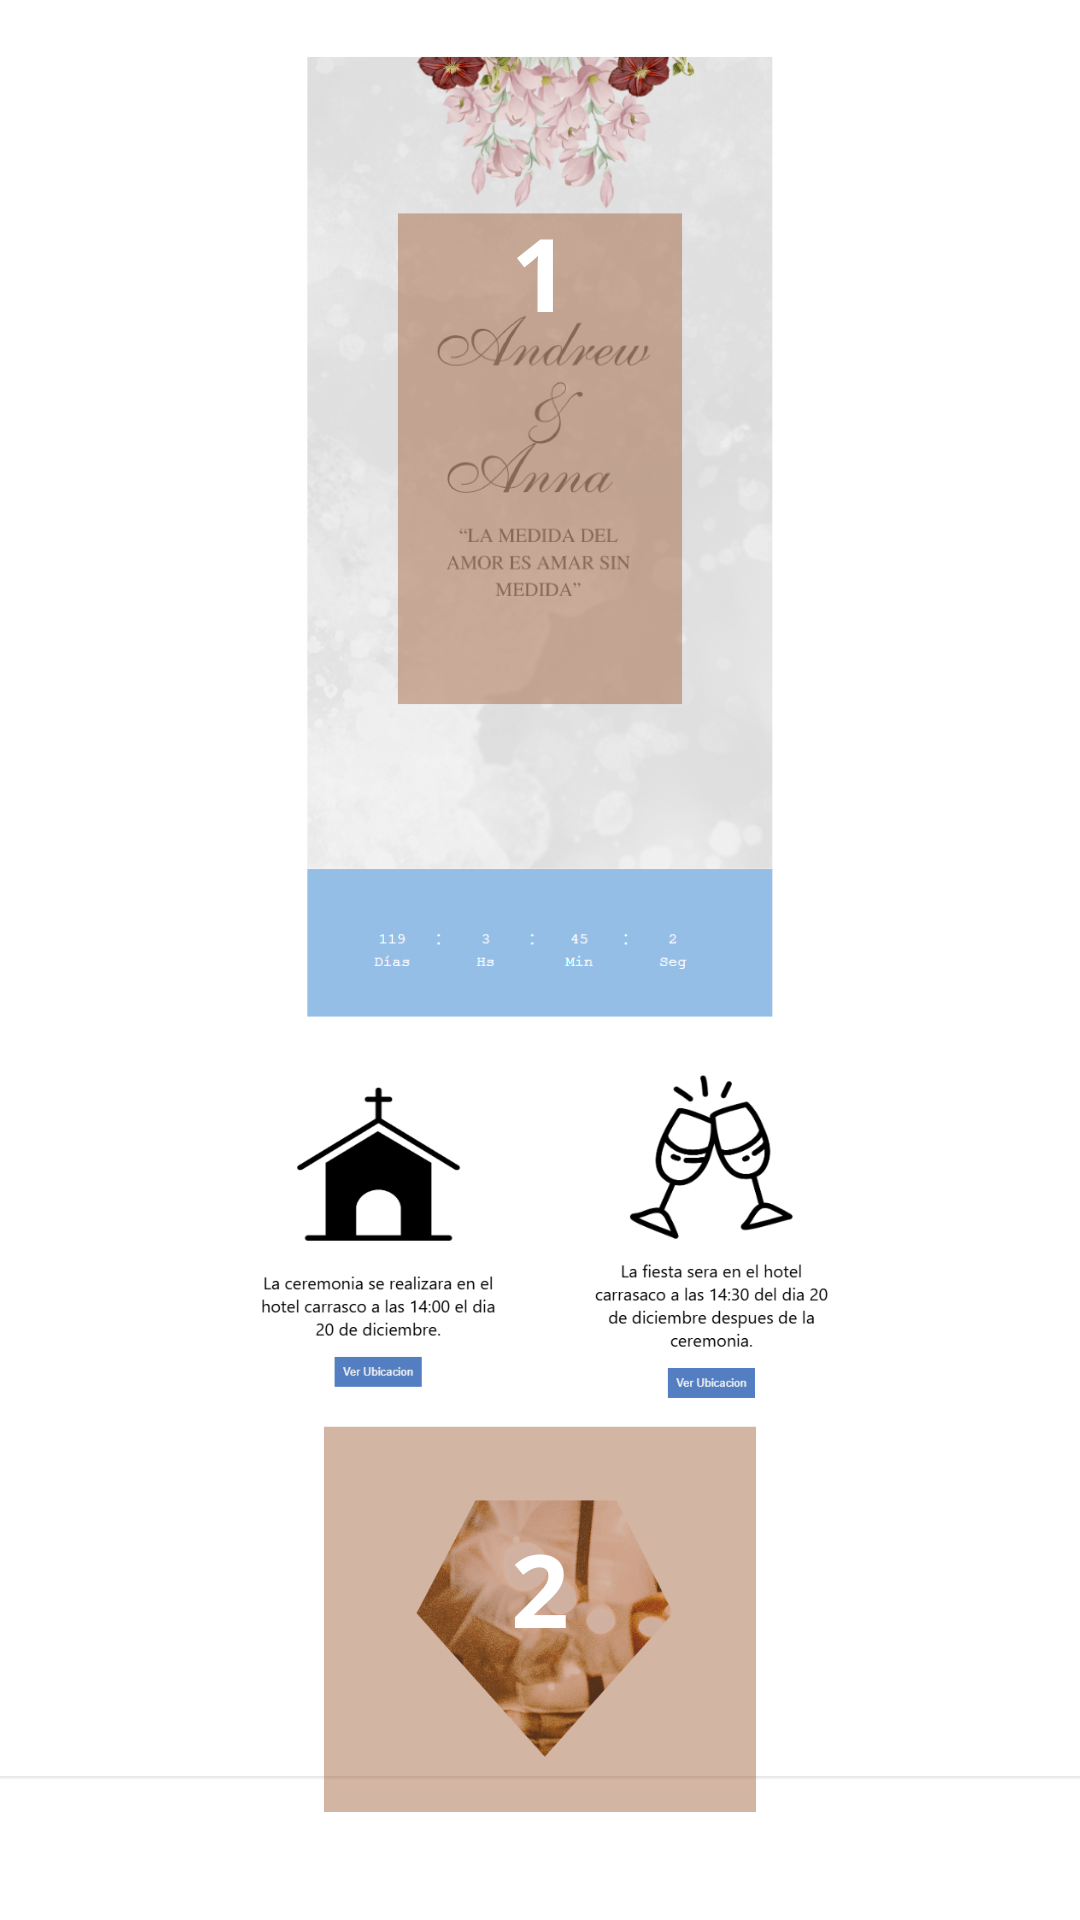 1
Andrew
&
Anna
“LA MEDIDA DEL
AMOR ES AMAR SIN
MEDIDA”
119 : 3 : 45 : 2
Días Hs Min Seg
La ceremonia se realizara en el
hotel carrasco a las 14:00 el dia
20 de diciembre.
Ver Ubicacion
La fiesta sera en el hotel
carrasaco a las 14:30 del dia 20
de diciembre despues de la
ceremonia.
Ver Ubicacion
2